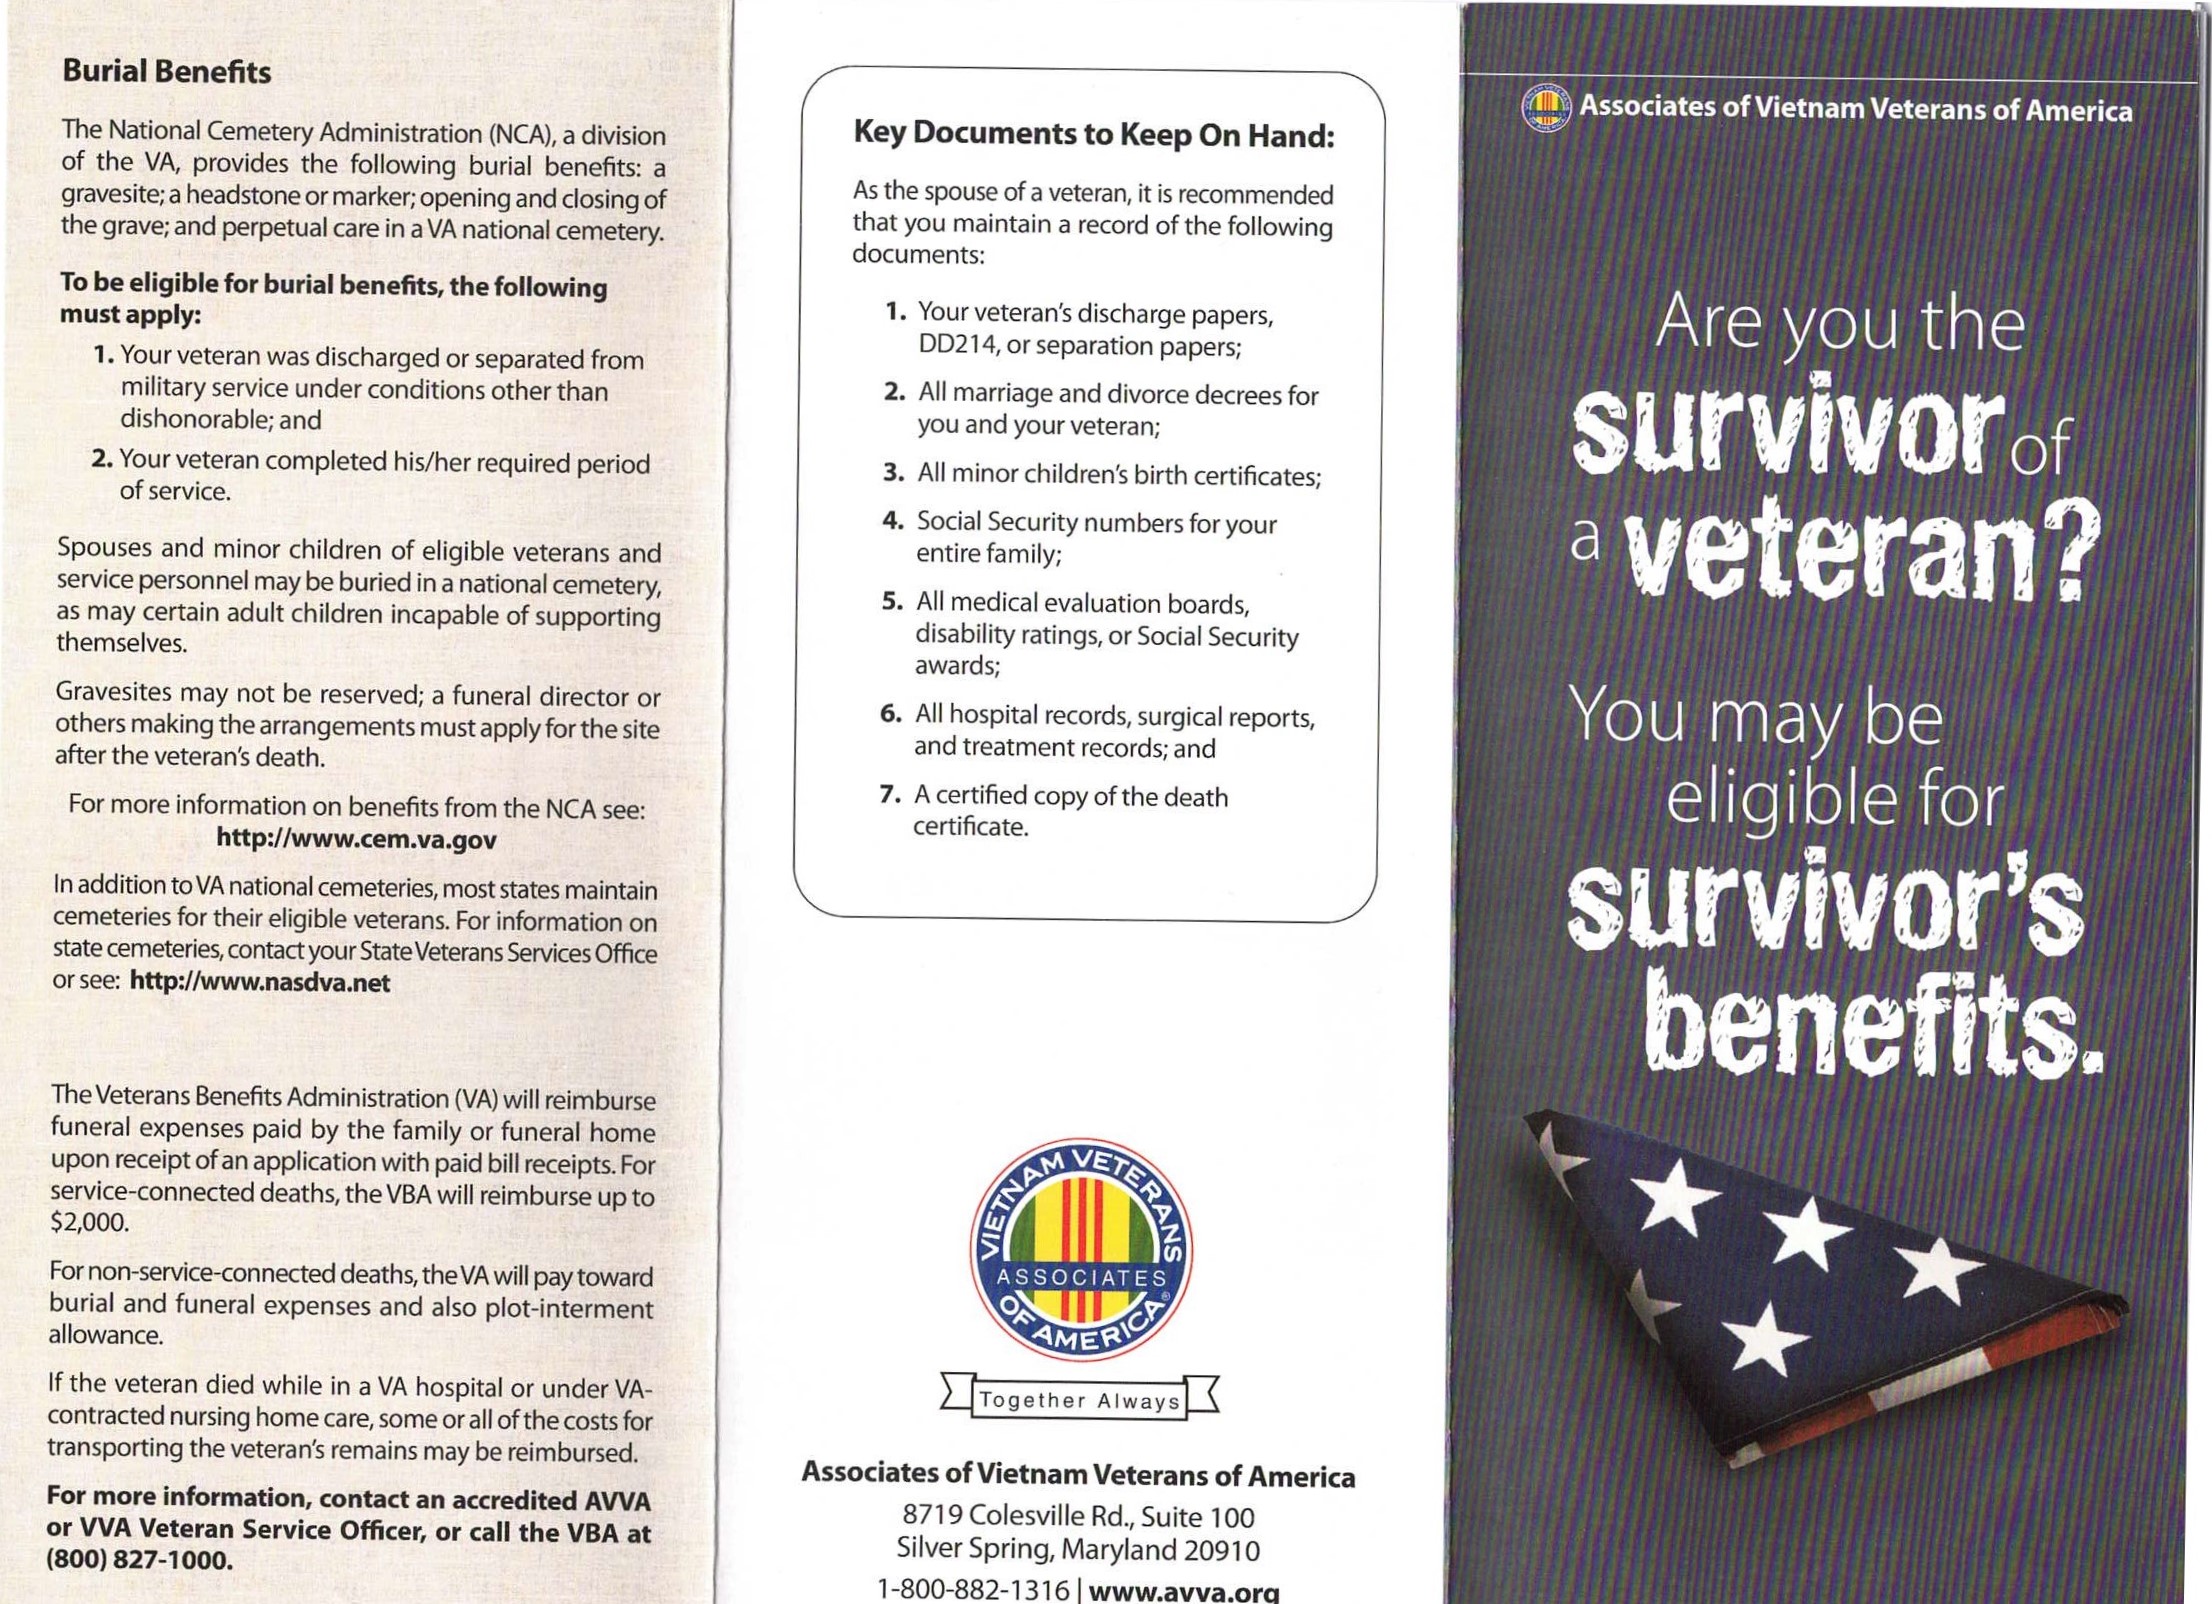 Burial Benefits
The National Cemetery Administration (NCA), a division
of the VA, provides the following burial benefits: a
gravesite; a headstone or marker; opening and closing of
the grave; and perpetual care in a VA national cemetery.
To be eligible for burial benefits, the following
must apply:
1. Your veteran was discharged or separated from
military service under conditions other than
dishonorable; and
2. Your veteran completed his/her required period
of service.
Spouses and minor children of eligible veterans and
service personnel may be buried in a national cemetery,
as may certain adult children incapable of supporting
themselves.
Gravesites may not be reserved; a funeral director or
others making the arrangements must apply for the site
after the veteran's death.
For more information on benefits from the NCA see:
http://www.cem.va.gov
In addition to VA national cemeteries, most states maintain
cemeteries for their eligible veterans. For information on
state cemeteries, contact your State Veterans Services Office
or see: http://www.nasdva.net
The Veterans Benefits Administration (VA) will reimburse
funeral expenses paid by the family or funeral home
upon receipt of an application with paid bill receipts. For
service-connected deaths, the VBA will reimburse up to
$2,000.
For non-service-connected deaths, the VA will pay toward
burial and funeral expenses and also plot-interment
allowance.
If the veteran died while in a VA hospital or under VA-
contracted nursing home care, some or all of the costs for
transporting the veteran's remains may be reimbursed.
For more information, contact an accredited AVVA
or VVA Veteran Service Officer, or call the VBA at
(800) 827-1000.
Key Documents to Keep On Hand:
As the spouse of a veteran, it is recommended
that you maintain a record of the following
documents:
1. Your veteran's discharge papers,
DD214, or separation papers;
2. All marriage and divorce decrees for
you and your veteran;
3. All minor children's birth certificates;
4. Social Security numbers for your
entire family;
5. All medical evaluation boards,
disability ratings, or Social Security
awards;
6. All hospital records, surgical reports,
and treatment records; and
7. A certified copy of the death
certificate.
VIETNAM VETERANS
ASSOCIATES
OF AMERICA®
Together Always
Associates of Vietnam Veterans of America
8719 Colesville Rd., Suite 100
Silver Spring, Maryland 20910
1-800-882-1316 | www.avva.org
VIETNAM VETERANS
ASSOCIATES
OF AMERICA
Associates of Vietnam Veterans of America
Are you the
survivor of
a veteran?
You may be
eligible for
survivor's
benefits.